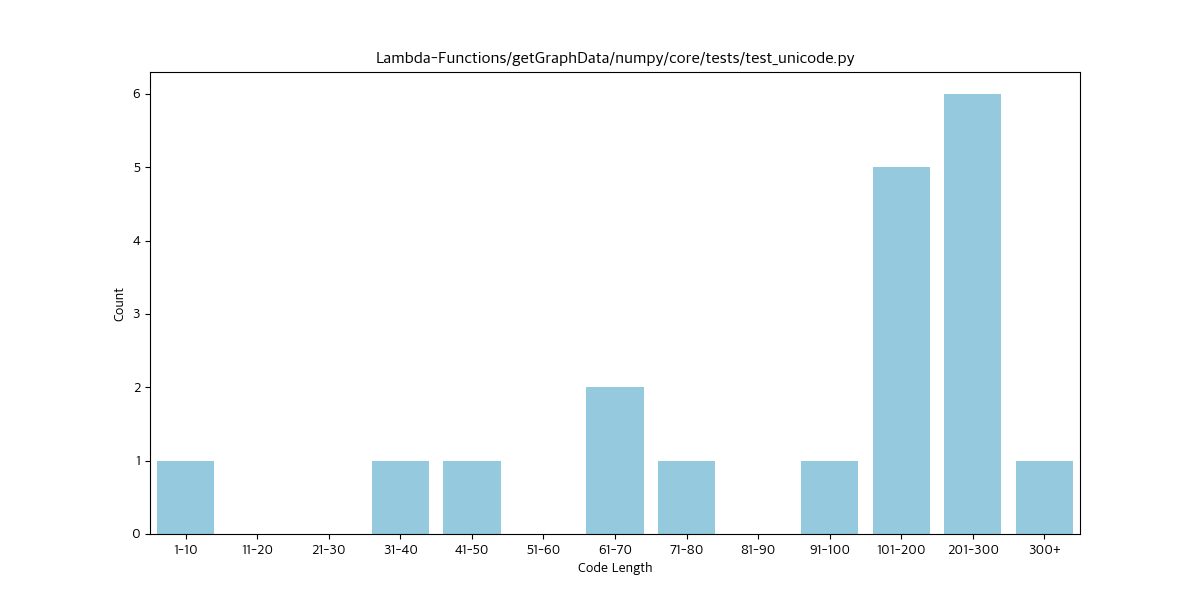 Lambda-Functions/getGraphData/numpy/core/tests/test_unicode.py
6
5
4
3
2
1
0
Count
1-10 11-20 21-30 31-40 41-50 51-60 61-70 71-80 81-90 91-100 101-200 201-300 300+
Code Length